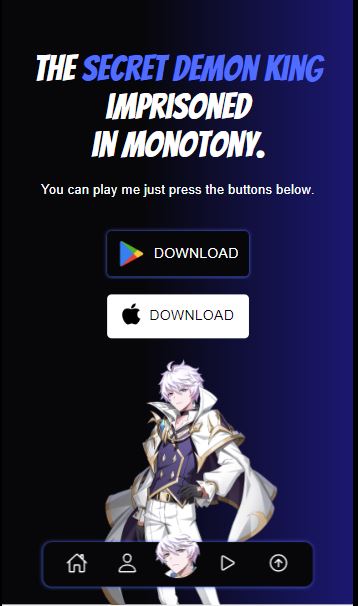 THE SECRET DEMON KING
IMPRISONED
IN MONOTONY.
You can play me just press the buttons below.
DOWNLOAD
DOWNLOAD